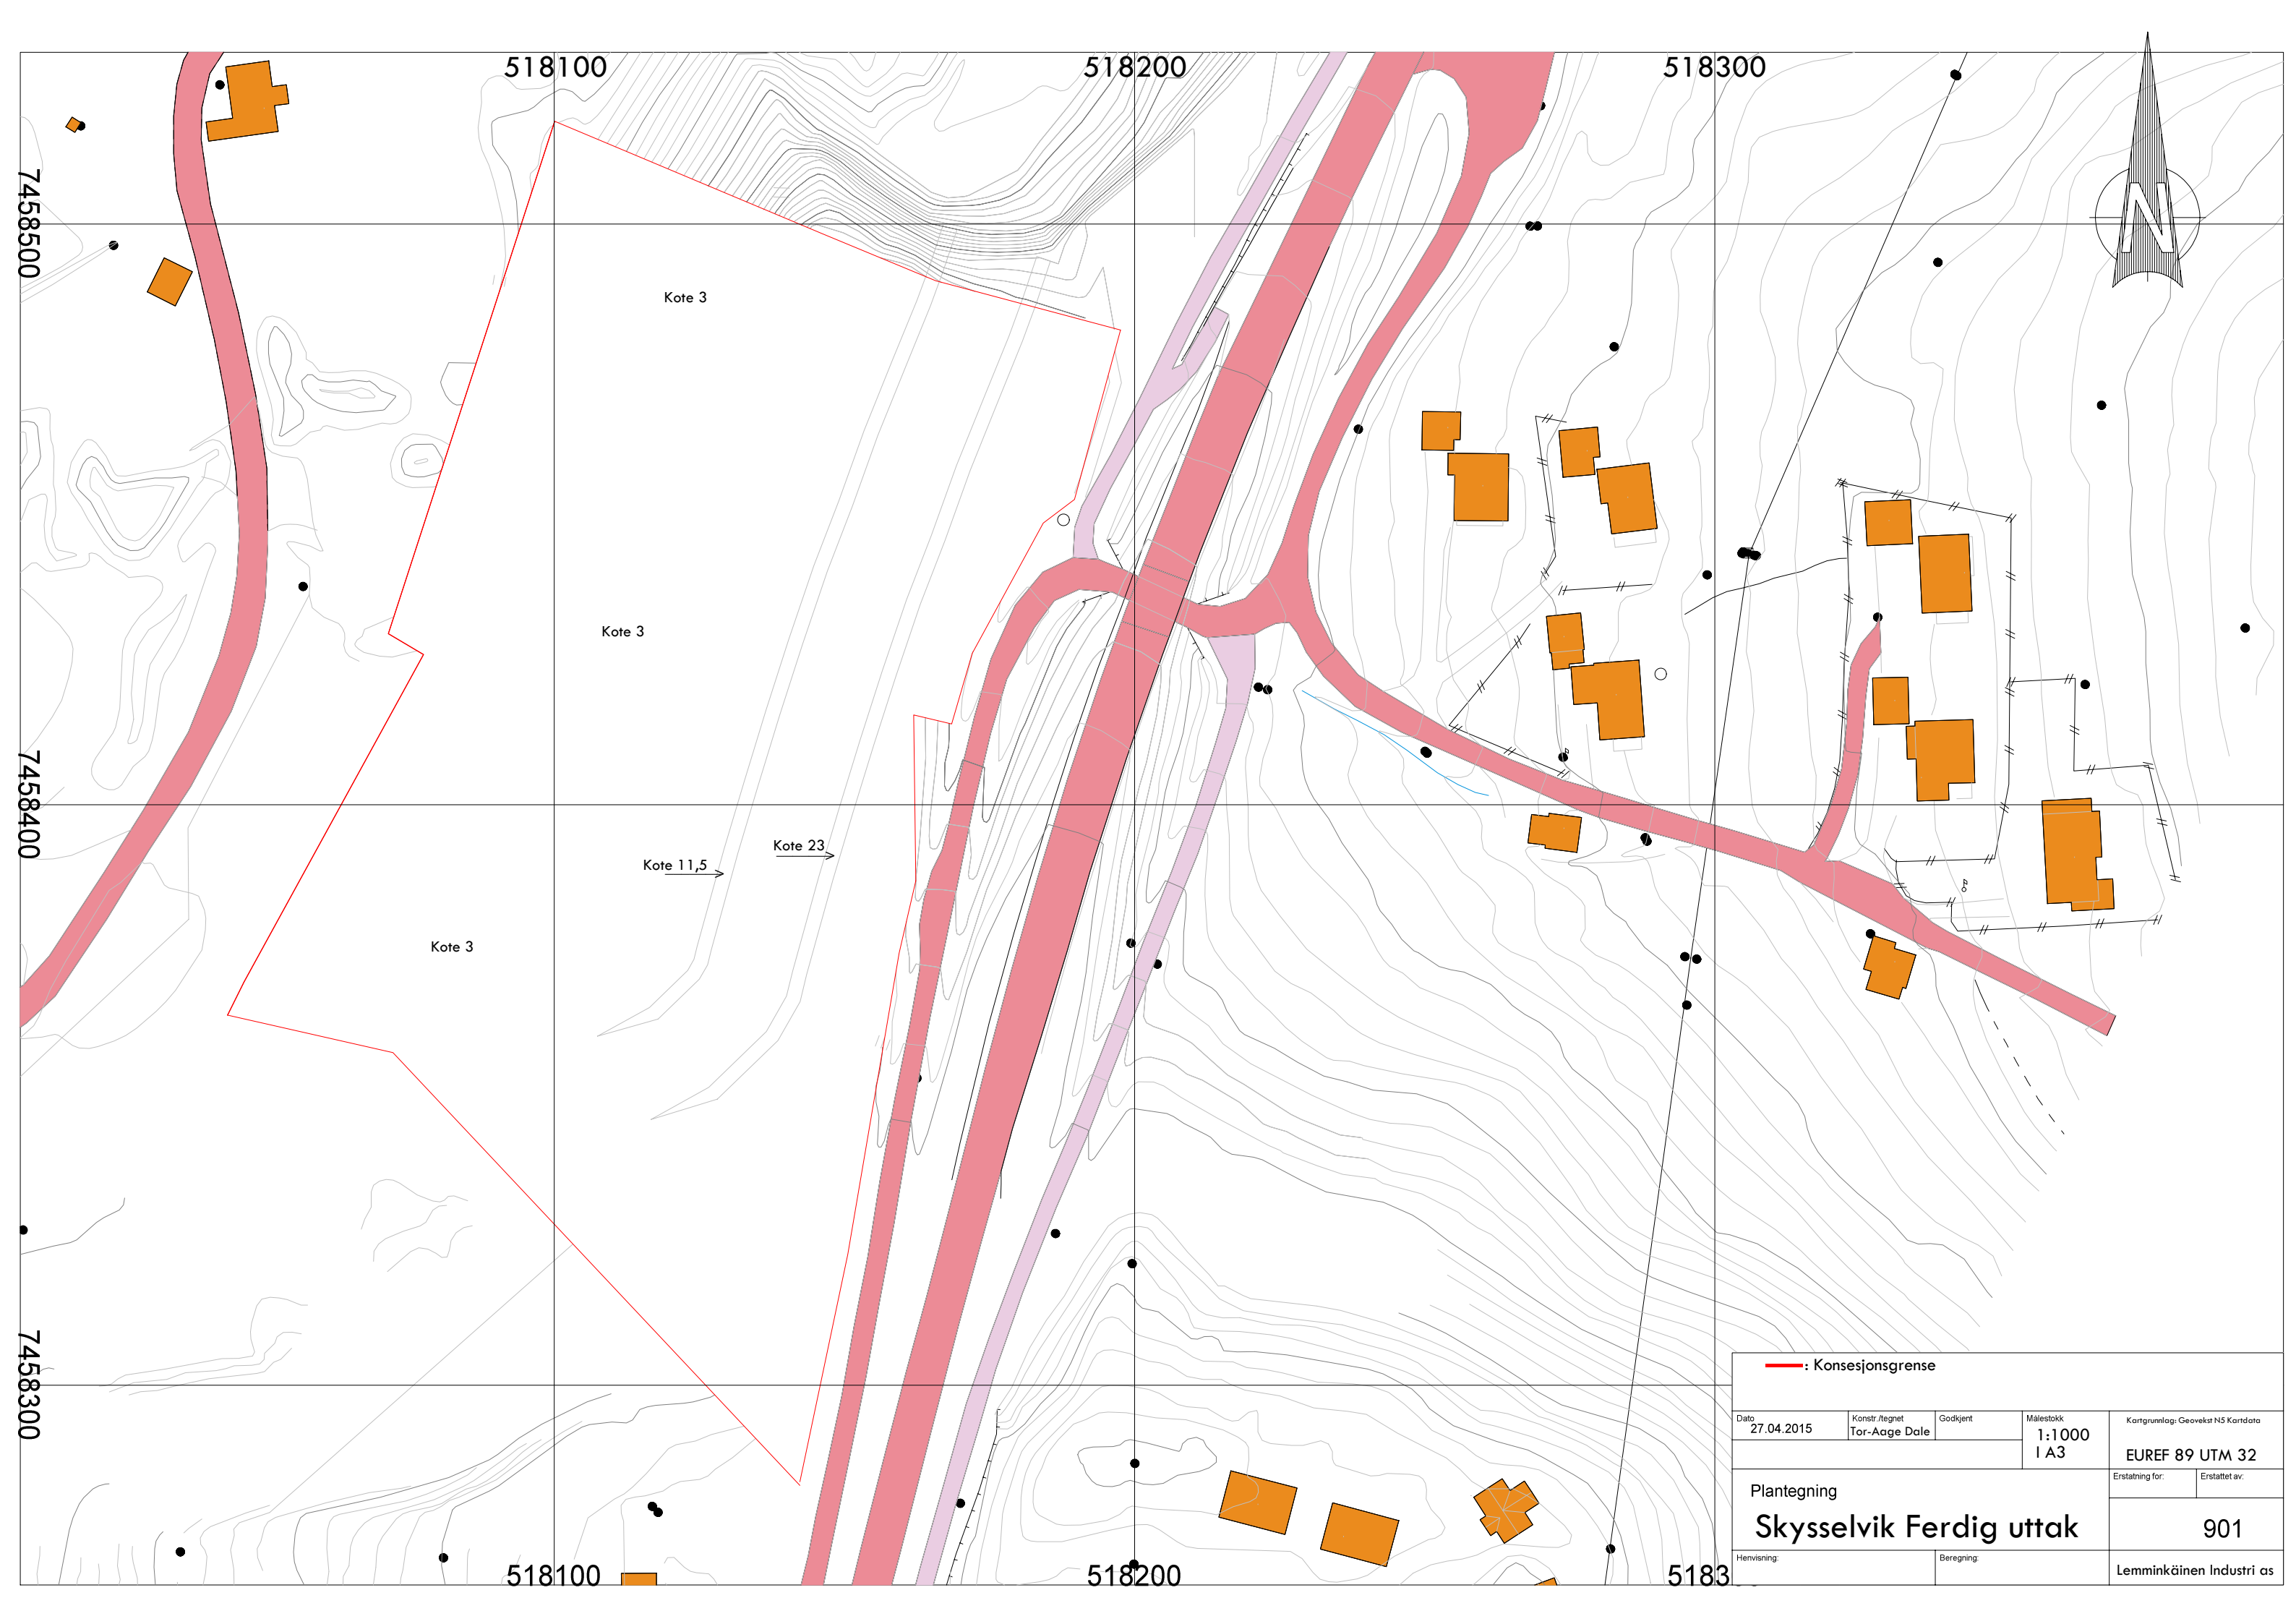 518100
518200
518300
7458500
N
Kote 3
Kote 3
7458400
Kote 23
Kote 11,5
Kote 3
7458300
: Konsesjonsgrense
Dato
27.04.2015
Konstr./tegnet
Tor-Aage Dale
Godkjent
Målestokk
1:1000
I A3
Kartgrunnlag: Geovekst N5 Kartdata
EUREF 89 UTM 32
Erstatning for:
Erstattet av:
Plantegning
Skysselvik Ferdig uttak
901
Henvisning:
Beregning:
Lemminkäinen Industri as
518100
518200
5183